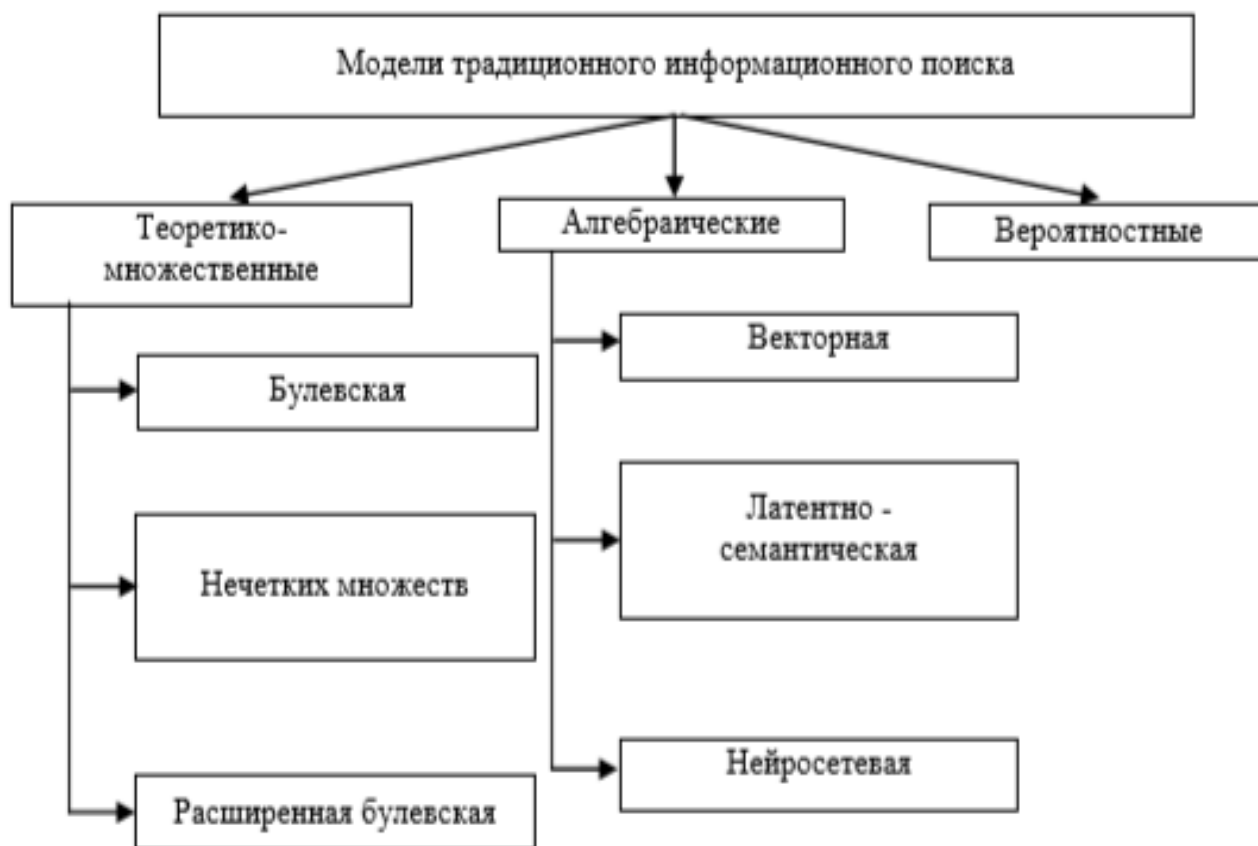 Модели традиционного информационного поиска
Теоретико-
множественные
Алгебраические
Вероятностные
Булевская
Нечетких множеств
Расширенная булевская
Векторная
Латентно -
семантическая
Нейросетевая